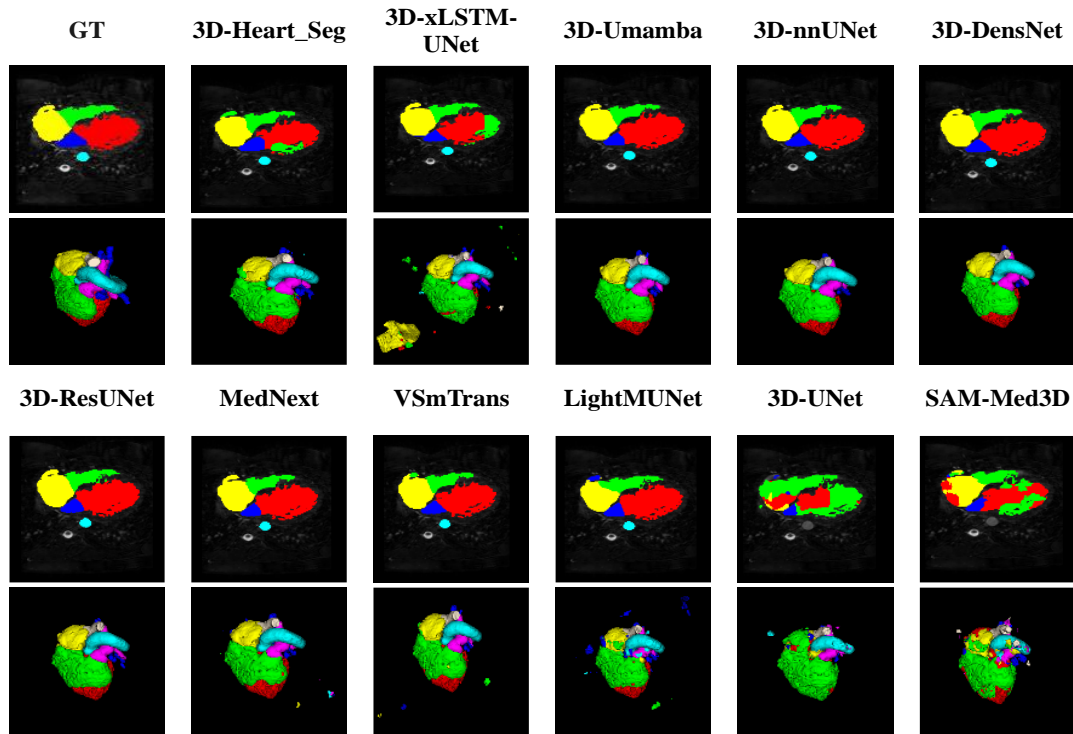 GT
3D-Heart_Seg
3D-xLSTM-
UNet
3D-Umamba
3D-nnUNet
3D-DensNet
3D-ResUNet
MedNext
VSmTrans
LightMUNet
3D-UNet
SAM-Med3D